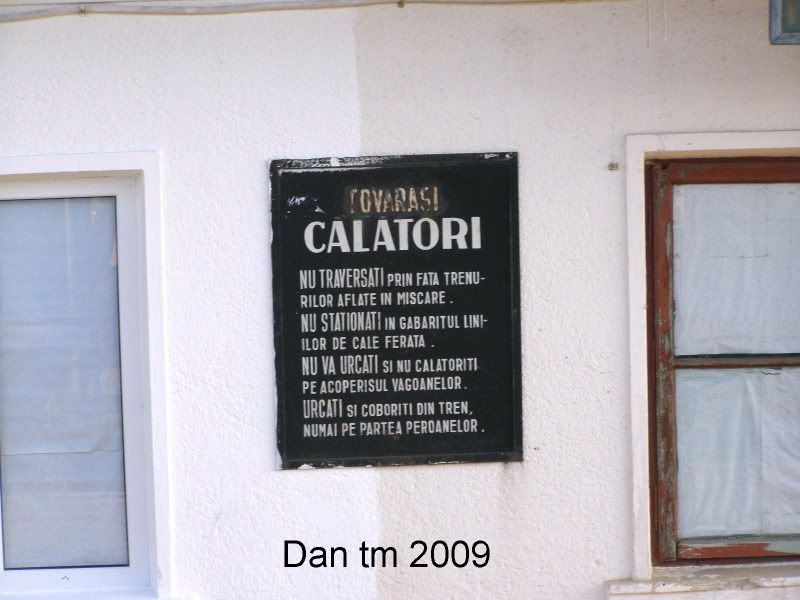 TOVARASI
CALATORI
NU TRAVERSATI PRIN FATA TRENU-
RILOR AFLATE IN MISCARE.
NU STATIONATI IN GABARITUL LINI-
ILOR DE CALE FERATA.
NU VA URCATI SI NU CALATORITI
PE ACOPERISUL VAGOANELOR.
URCATI SI COBORITI DIN TREN,
NUMAI PE PARTEA PEROANELOR.
Dan tm 2009